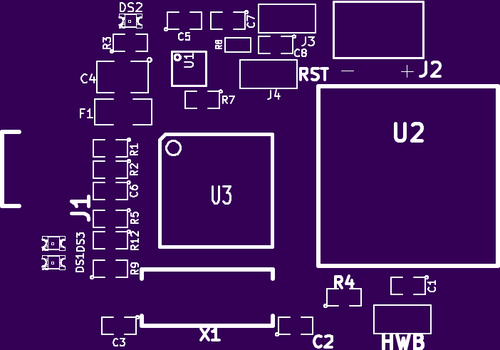 DS2
C5
C7
J3
R3
R8
C8
U1
C4
RST
− + J2
J4
R7
F1
U2
R1
R2
C6
U3
J1
R5
R12
DS1DS3
R9
R4
C1
C3
X1
C2
HWB